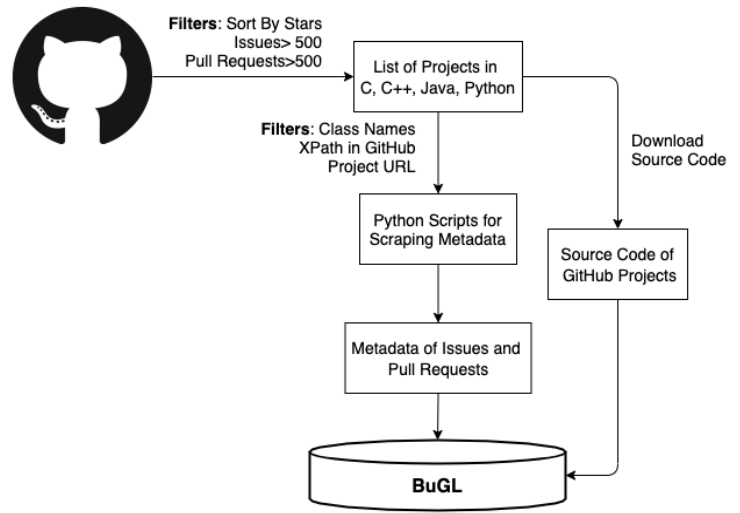 Filters: Sort By Stars
Issues> 500
Pull Requests>500
List of Projects in
C, C++, Java, Python
Filters: Class Names
XPath in GitHub
Project URL
Download
Source Code
Python Scripts for
Scraping Metadata
Source Code of
GitHub Projects
Metadata of Issues and
Pull Requests
BuGL